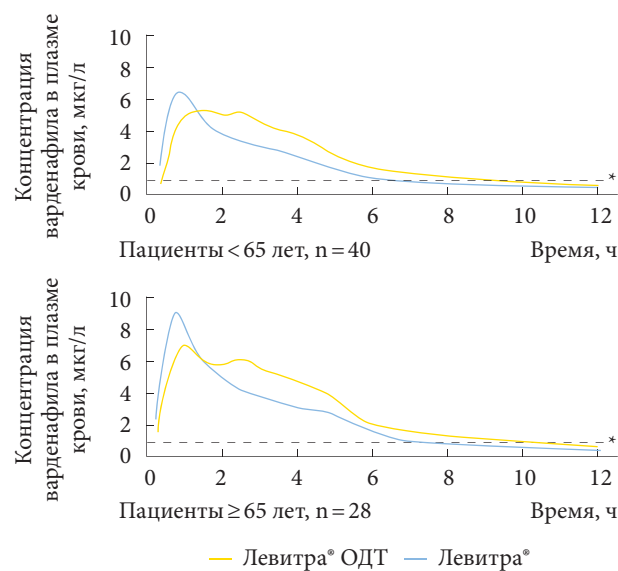 Концентрация
варденафила в плазме
крови, мкг/л
10
8
6
4
2
0
*
0 2 4 6 8 10 12
Пациенты < 65 лет, n = 40 Время, ч
Концентрация
варденафила в плазме
крови, мкг/л
10
8
6
4
2
0
*
0 2 4 6 8 10 12
Пациенты ≥ 65 лет, n = 28 Время, ч
Левитра® ОДТ Левитра®